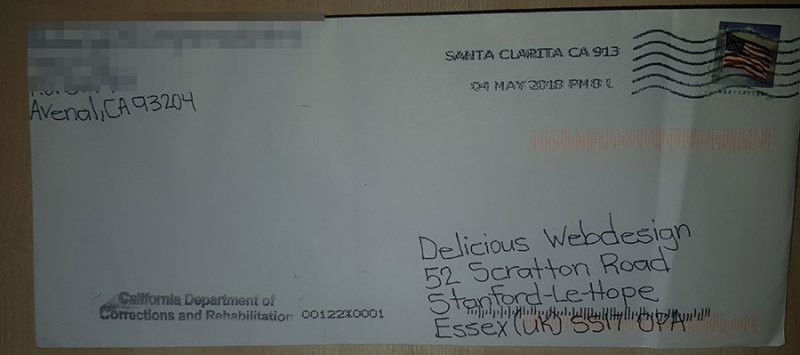 Avenal, CA 93204
SANTA CLARITA CA 913
04 MAY 2018 PM 8 L
Delicious Webdesign
52 Scratton Road
Stanford-Le-Hope
Essex (UK) SS17 0PA
California Department of
Corrections and Rehabilitation 00122X0001